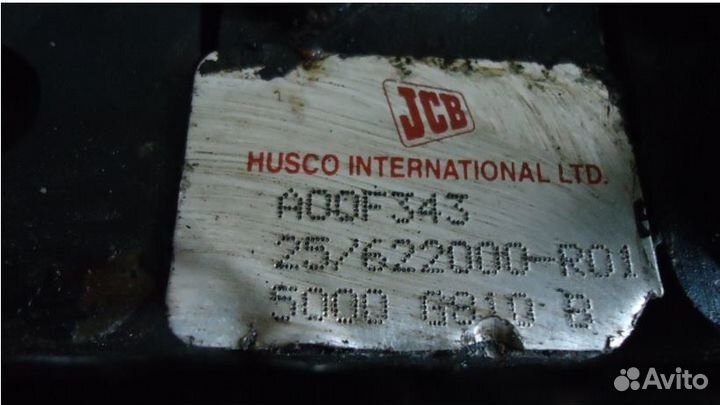 JCB
HUSCO INTERNATIONAL LTD.
A00F343
25/622000-R01
5000 G810 B
Avito